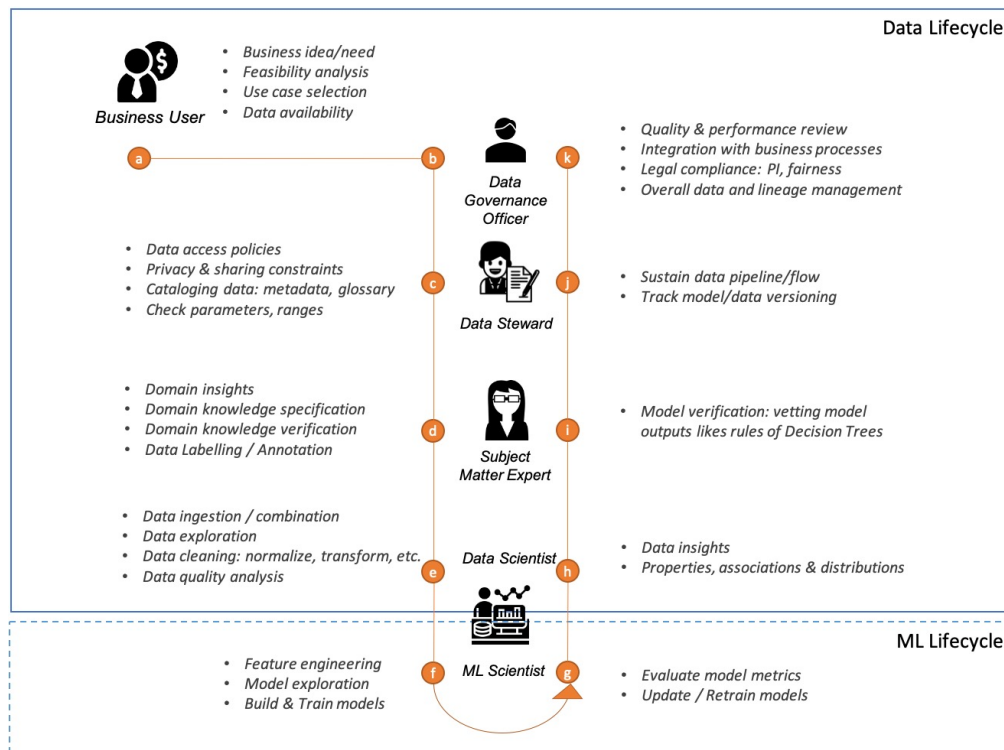 Data Lifecycle
• Business idea/need
• Feasibility analysis
• Use case selection
• Data availability
Business User
a
b
k
Data
Governance
Officer
• Quality & performance review
• Integration with business processes
• Legal compliance: PI, fairness
• Overall data and lineage management
• Data access policies
• Privacy & sharing constraints
• Cataloging data: metadata, glossary
• Check parameters, ranges
c
j
Data Steward
• Sustain data pipeline/flow
• Track model/data versioning
• Domain insights
• Domain knowledge specification
• Domain knowledge verification
• Data Labelling / Annotation
d
i
Subject
Matter Expert
• Model verification: vetting model
outputs likes rules of Decision Trees
• Data ingestion / combination
• Data exploration
• Data cleaning: normalize, transform, etc.
• Data quality analysis
e
Data Scientist
h
• Data insights
• Properties, associations & distributions
ML Lifecycle
• Feature engineering
• Model exploration
• Build & Train models
f
ML Scientist
g
• Evaluate model metrics
• Update / Retrain models